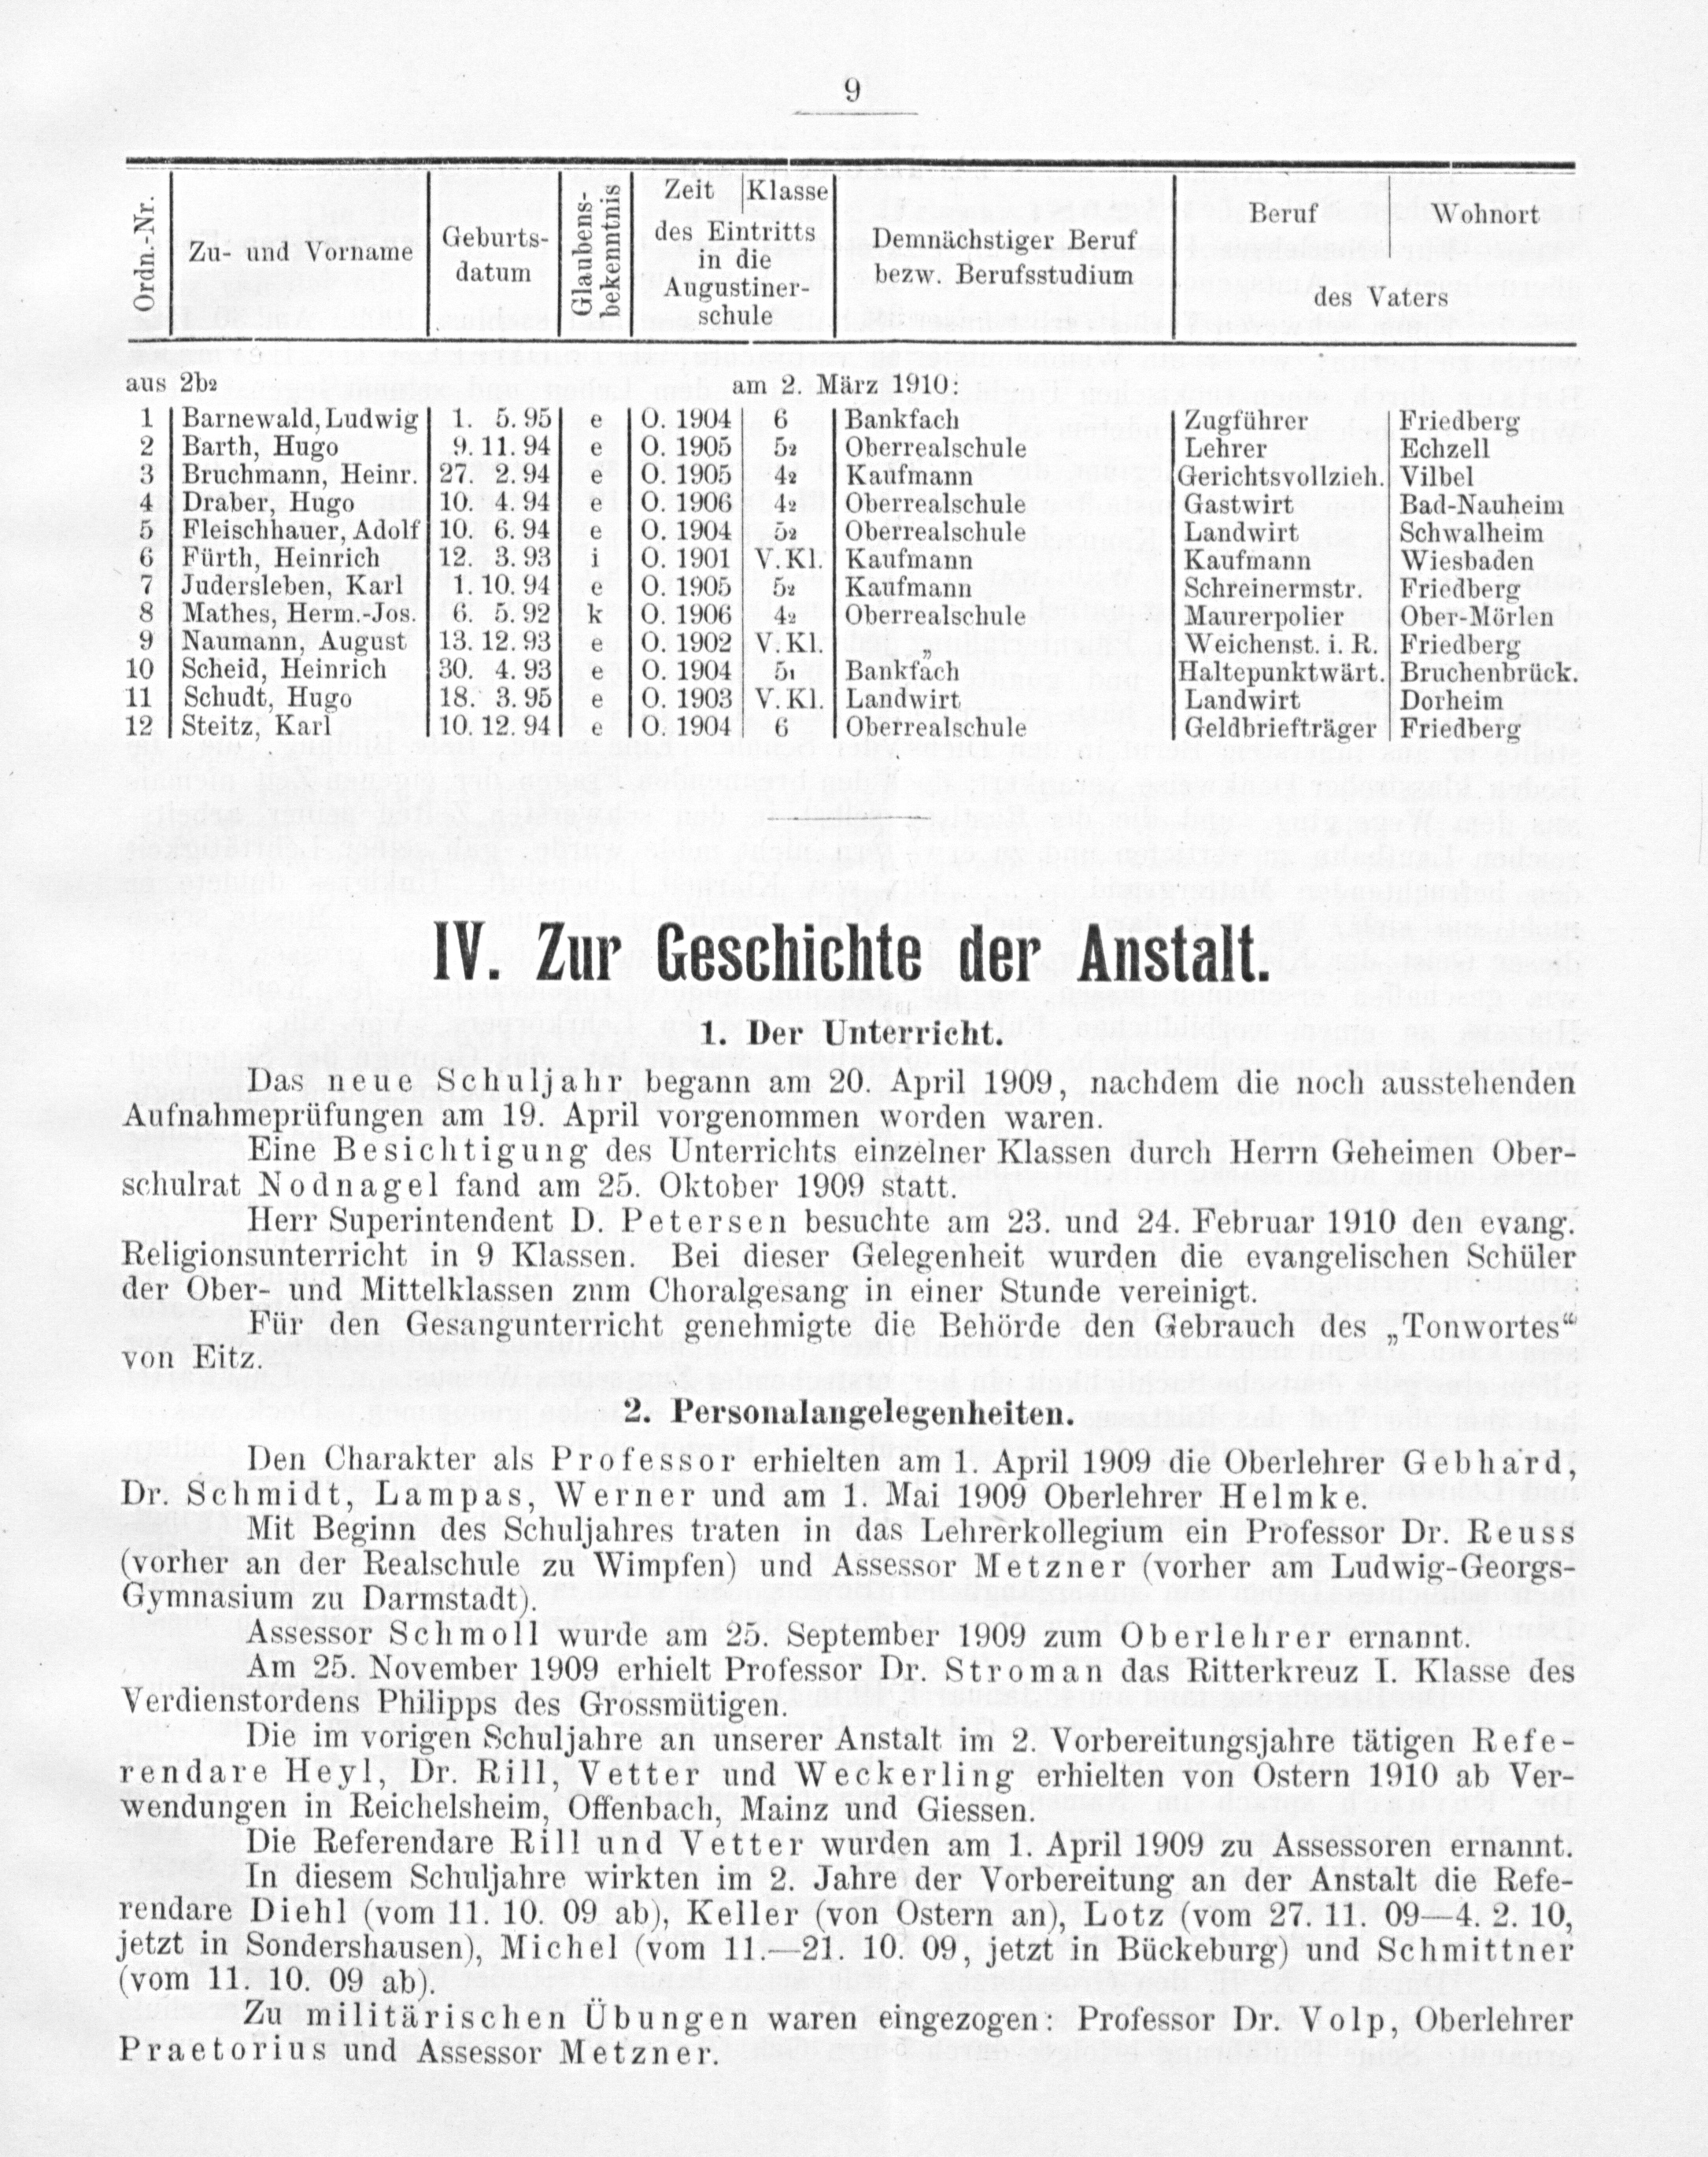 9
Ordn.-Nr. Zu- und Vorname Geburts-datum Glaubens-bekenntnis Zeit Klasse des Eintritts in die Augustiner-schule Demnächstiger Beruf bezw. Berufsstudium Beruf Wohnort des Vaters
aus 2b2 am 2. März 1910:
1 Barnewald, Ludwig 1. 5. 95 e O. 1904 6 Bankfach Zugführer Friedberg
2 Barth, Hugo 9. 11. 94 e O. 1905 52 Oberrealschule Lehrer Echzell
3 Bruchmann, Heinr. 27. 2. 94 e O. 1905 42 Kaufmann Gerichtsvollzieh. Vilbel
4 Draber, Hugo 10. 4. 94 e O. 1906 42 Oberrealschule Gastwirt Bad-Nauheim
5 Fleischhauer, Adolf 10. 6. 94 e O. 1904 52 Oberrealschule Landwirt Schwalheim
6 Fürth, Heinrich 12. 3. 93 i O. 1901 V. Kl. Kaufmann Kaufmann Wiesbaden
7 Judersleben, Karl 1. 10. 94 e O. 1905 52 Kaufmann Schreinermstr. Friedberg
8 Mathes, Herm.-Jos. 6. 5. 92 k O. 1906 42 Oberrealschule Maurerpolier Ober-Mörlen
9 Naumann, August 13. 12. 93 e O. 1902 V. Kl. „ Weichenst. i. R. Friedberg
10 Scheid, Heinrich 30. 4. 93 e O. 1904 51 Bankfach Haltepunktwärt. Bruchenbrück.
11 Schudt, Hugo 18. 3. 95 e O. 1903 V. Kl. Landwirt Landwirt Dorheim
12 Steitz, Karl 10. 12. 94 e O. 1904 6 Oberrealschule Geldbriefträger Friedberg
IV. Zur Geschichte der Anstalt.
1. Der Unterricht.
Das neue Schuljahr begann am 20. April 1909, nachdem die noch ausstehenden
Aufnahmeprüfungen am 19. April vorgenommen worden waren.
Eine Besichtigung des Unterrichts einzelner Klassen durch Herrn Geheimen Ober-
schulrat Nodnagel fand am 25. Oktober 1909 statt.
Herr Superintendent D. Petersen besuchte am 23. und 24. Februar 1910 den evang.
Religionsunterricht in 9 Klassen. Bei dieser Gelegenheit wurden die evangelischen Schüler
der Ober- und Mittelklassen zum Choralgesang in einer Stunde vereinigt.
Für den Gesangunterricht genehmigte die Behörde den Gebrauch des „Tonwortes“
von Eitz.
2. Personalangelegenheiten.
Den Charakter als Professor erhielten am 1. April 1909 die Oberlehrer Gebhard,
Dr. Schmidt, Lampas, Werner und am 1. Mai 1909 Oberlehrer Helmke.
Mit Beginn des Schuljahres traten in das Lehrerkollegium ein Professor Dr. Reuss
(vorher an der Realschule zu Wimpfen) und Assessor Metzner (vorher am Ludwig-Georgs-
Gymnasium zu Darmstadt).
Assessor Schmoll wurde am 25. September 1909 zum Oberlehrer ernannt.
Am 25. November 1909 erhielt Professor Dr. Stroman das Ritterkreuz I. Klasse des
Verdienstordens Philipps des Grossmütigen.
Die im vorigen Schuljahre an unserer Anstalt im 2. Vorbereitungsjahre tätigen Refe-
rendare Heyl, Dr. Rill, Vetter und Weckerling erhielten von Ostern 1910 ab Ver-
wendungen in Reichelsheim, Offenbach, Mainz und Giessen.
Die Referendare Rill und Vetter wurden am 1. April 1909 zu Assessoren ernannt.
In diesem Schuljahre wirkten im 2. Jahre der Vorbereitung an der Anstalt die Refe-
rendare Diehl (vom 11. 10. 09 ab), Keller (von Ostern an), Lotz (vom 27. 11. 09—4. 2. 10,
jetzt in Sondershausen), Michel (vom 11.—21. 10. 09, jetzt in Bückeburg) und Schmittner
(vom 11. 10. 09 ab).
Zu militärischen Übungen waren eingezogen: Professor Dr. Volp, Oberlehrer
Praetorius und Assessor Metzner.